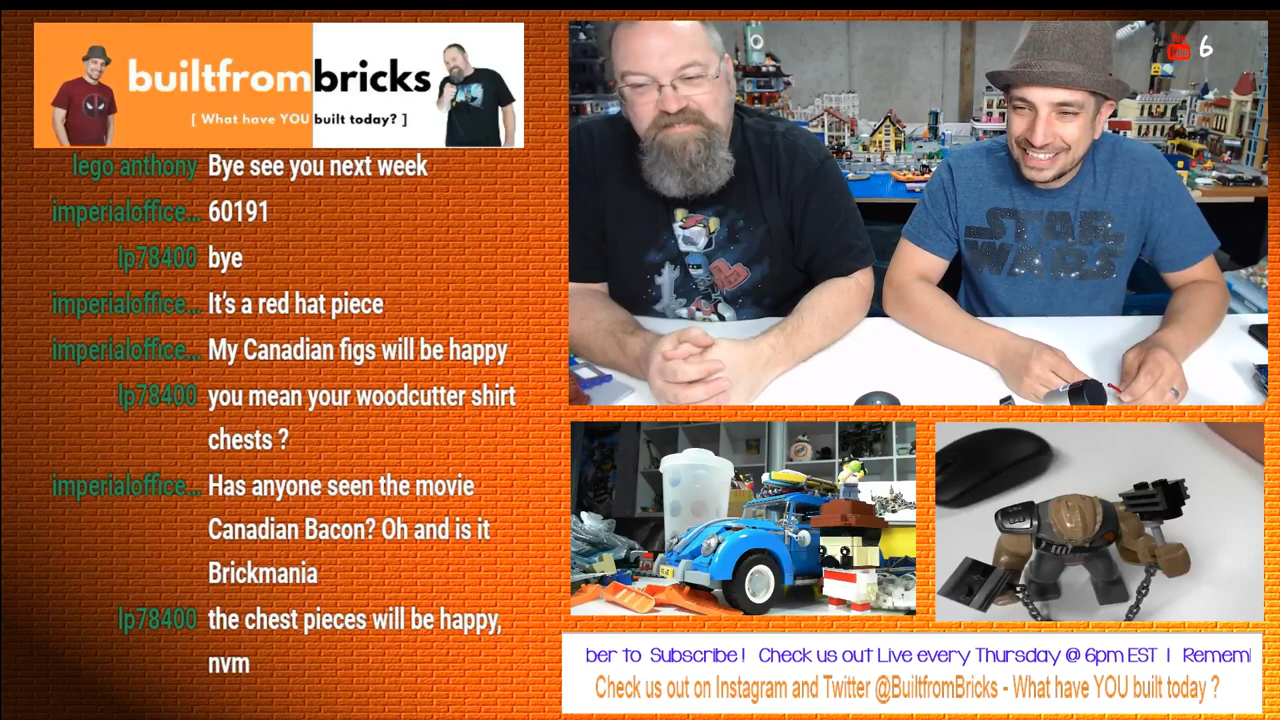 builtfrombricks
[ What have YOU built today? ]
lego anthony Bye see you next week
imperialoffice... 60191
lp78400 bye
imperialoffice... It's a red hat piece
imperialoffice... My Canadian figs will be happy
lp78400 you mean your woodcutter shirt
chests ?
imperialoffice... Has anyone seen the movie
Canadian Bacon? Oh and is it
Brickmania
lp78400 the chest pieces will be happy,
nvm
You Tube 6
STAR
WARS
ber to Subscribe! Check us out Live every Thursday @ 6pm EST | Remem
Check us out on Instagram and Twitter @BuiltfromBricks - What have YOU built today ?